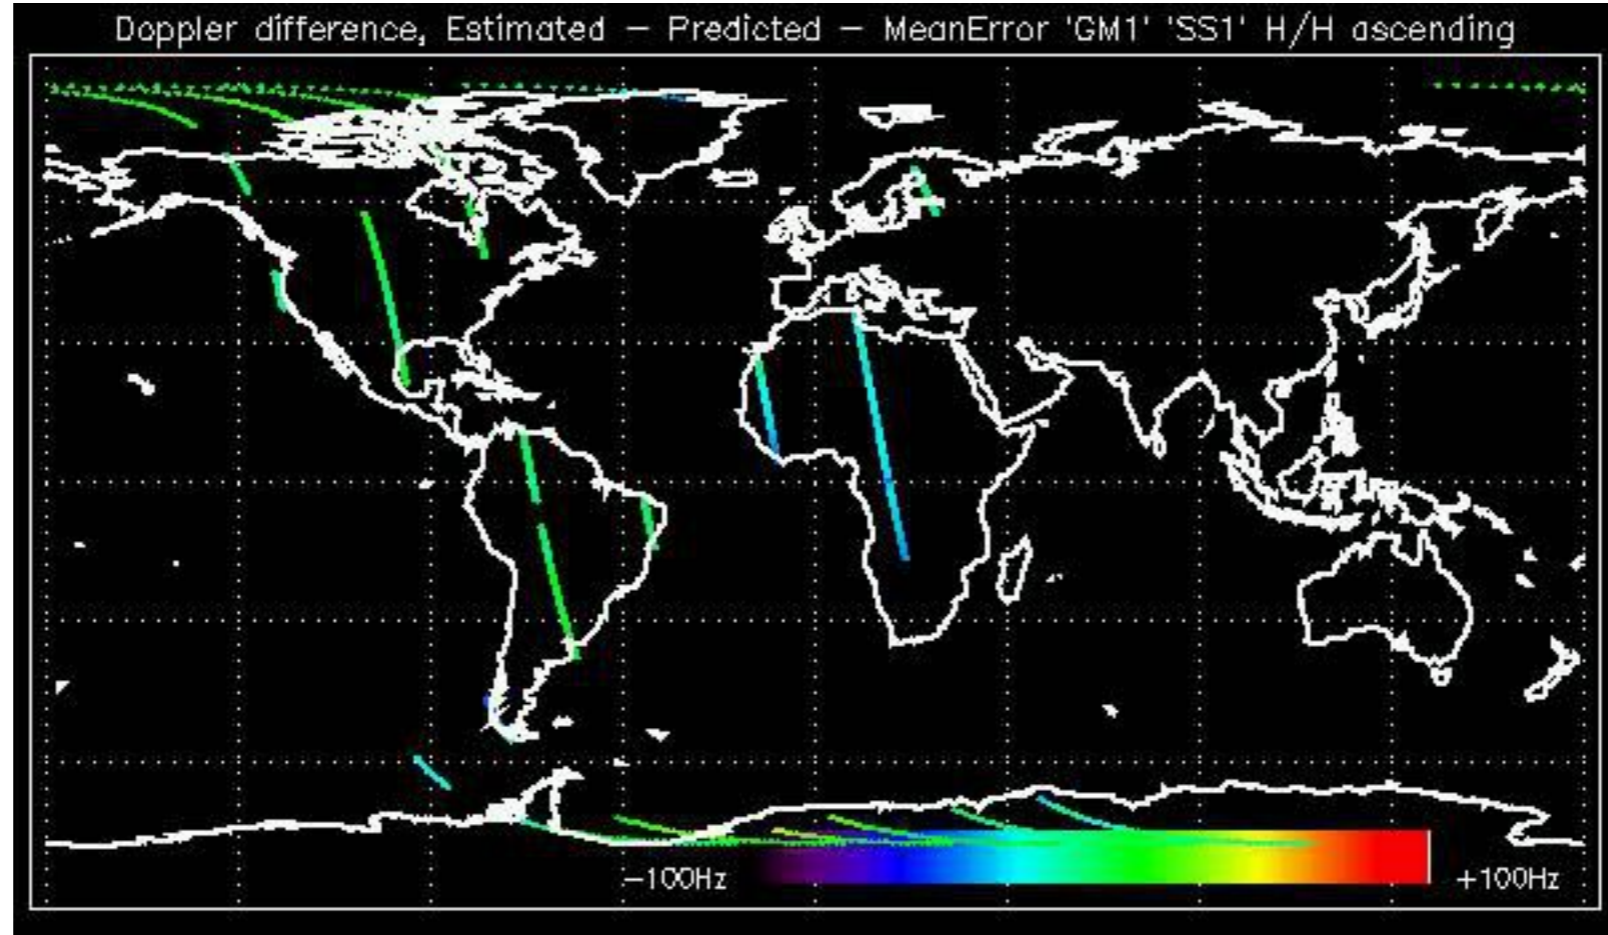 Doppler difference, Estimated – Predicted – MeanError 'GM1' 'SS1' H/H ascending
–100Hz +100Hz